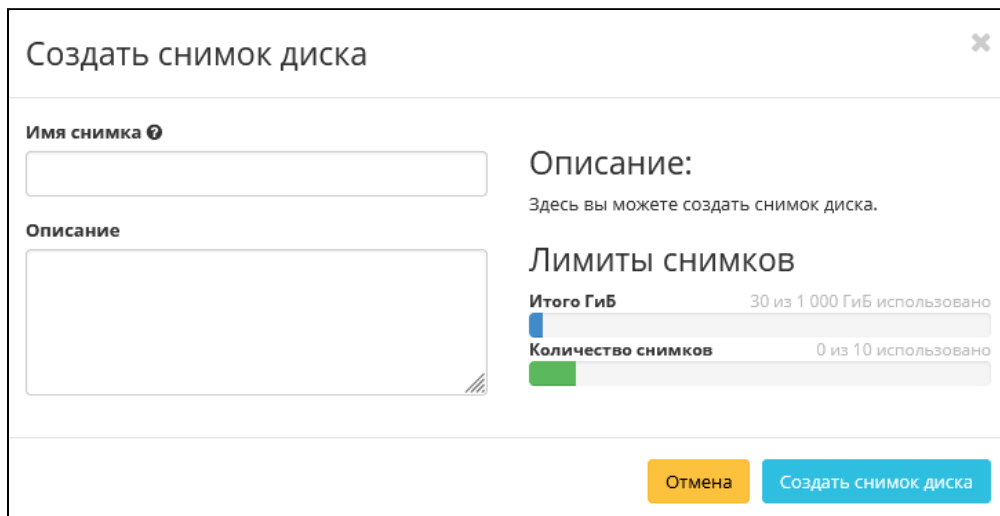 Создать снимок диска
Имя снимка
Описание
Описание:
Здесь вы можете создать снимок диска.
Лимиты снимков
Итого ГиБ 30 из 1 000 ГиБ использовано
Количество снимков 0 из 10 использовано
Отмена Создать снимок диска